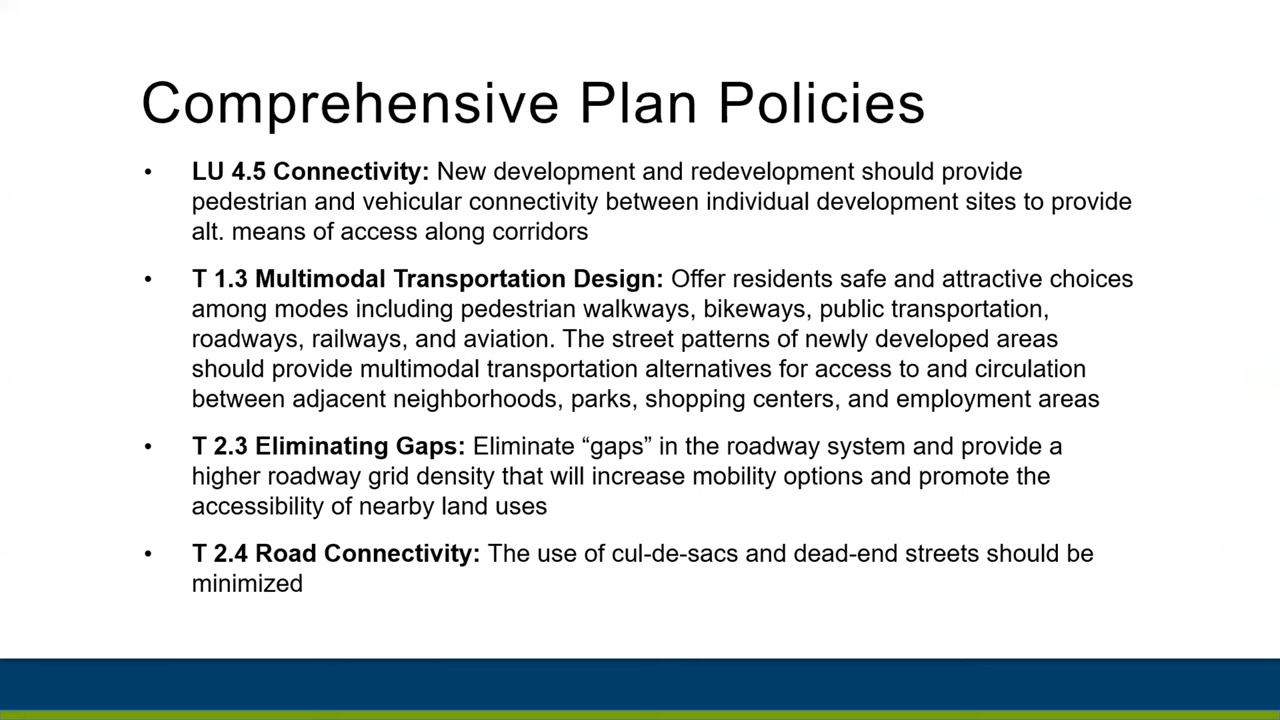 Comprehensive Plan Policies
• LU 4.5 Connectivity: New development and redevelopment should provide
pedestrian and vehicular connectivity between individual development sites to provide
alt. means of access along corridors
• T 1.3 Multimodal Transportation Design: Offer residents safe and attractive choices
among modes including pedestrian walkways, bikeways, public transportation,
roadways, railways, and aviation. The street patterns of newly developed areas
should provide multimodal transportation alternatives for access to and circulation
between adjacent neighborhoods, parks, shopping centers, and employment areas
• T 2.3 Eliminating Gaps: Eliminate “gaps” in the roadway system and provide a
higher roadway grid density that will increase mobility options and promote the
accessibility of nearby land uses
• T 2.4 Road Connectivity: The use of cul-de-sacs and dead-end streets should be
minimized